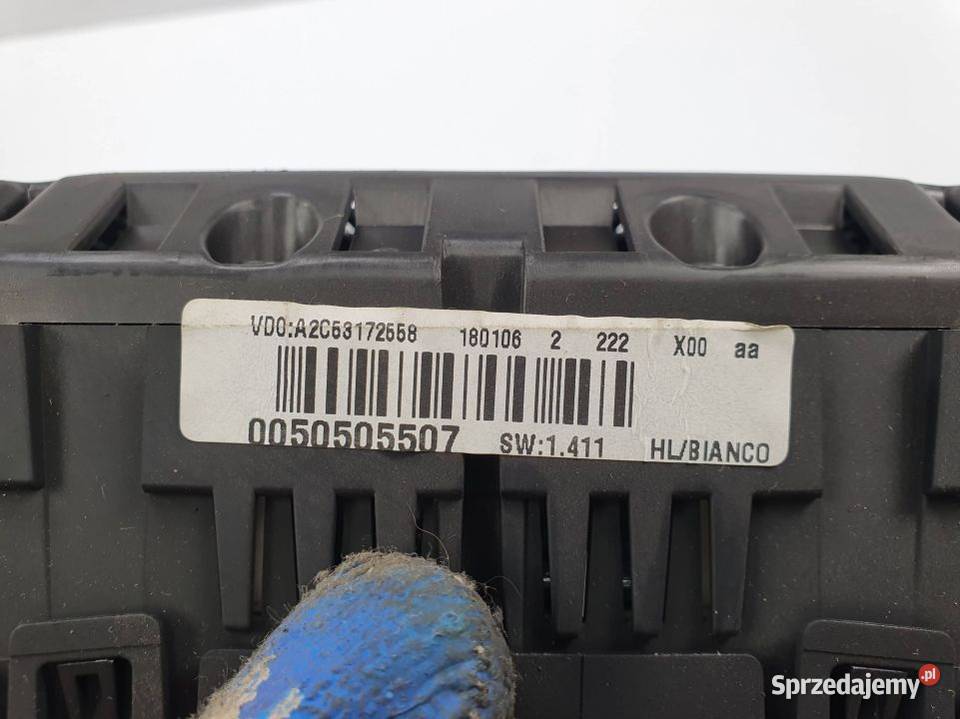 VDO:A2C53172558 180106 2 222 X00 aa
0050505507 SW:1.411 HL/BIANCO
Sprzedajemy.pl